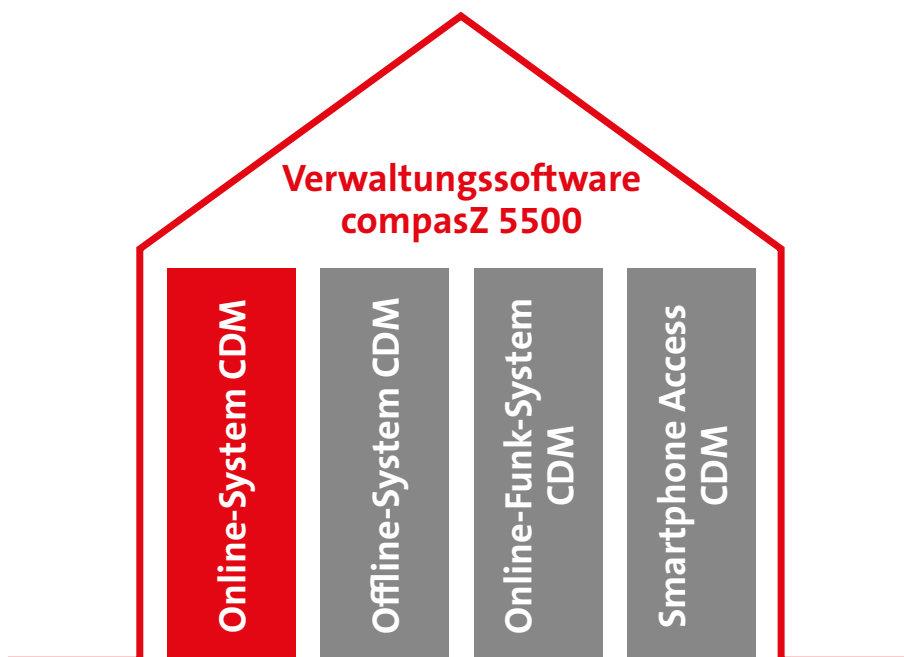 Verwaltungssoftware
compasZ 5500
Online-System CDM
Offline-System CDM
Online-Funk-System
CDM
Smartphone Access
CDM